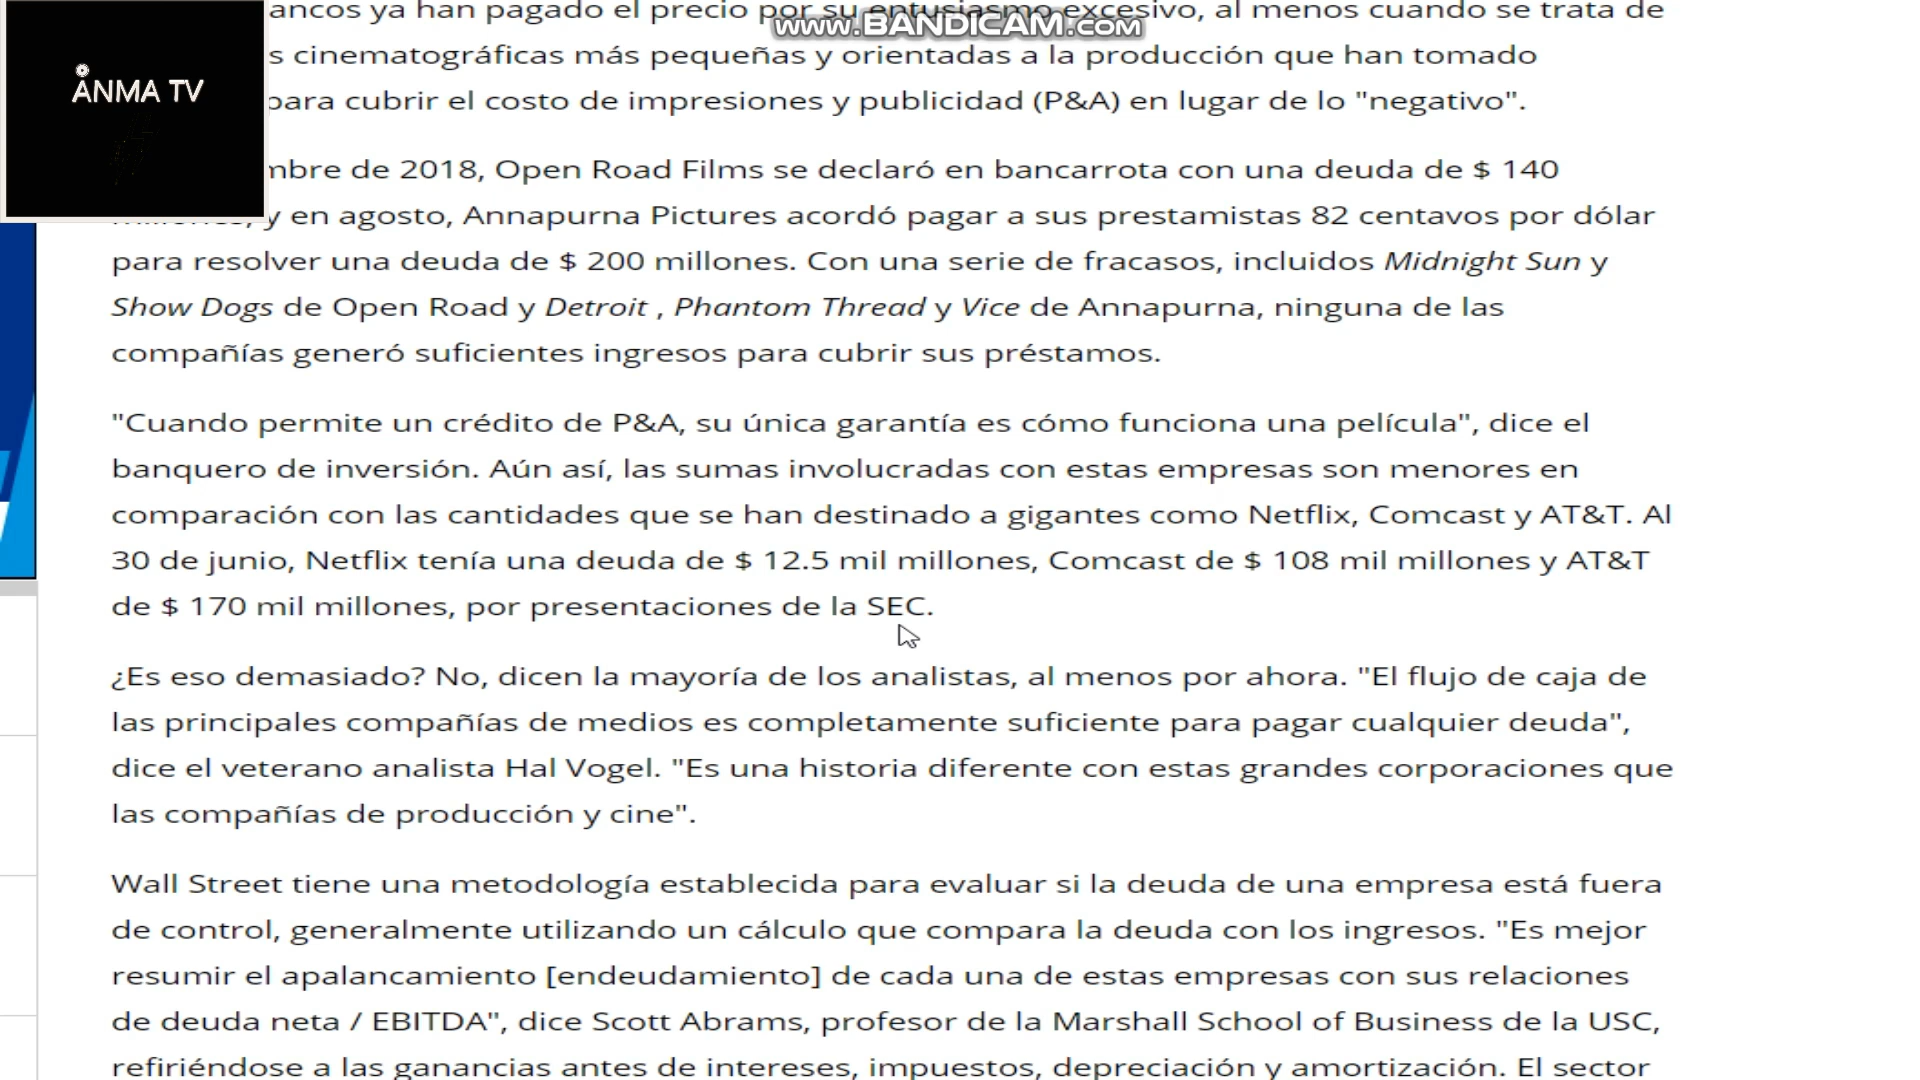 ancos ya han pagado el precio por su entusiasmo excesivo, al menos cuando se trata de
www.BANDICAM.com
ANMA TV
s cinematográficas más pequeñas y orientadas a la producción que han tomado
para cubrir el costo de impresiones y publicidad (P&A) en lugar de lo "negativo".
mbre de 2018, Open Road Films se declaró en bancarrota con una deuda de $ 140
y en agosto, Annapurna Pictures acordó pagar a sus prestamistas 82 centavos por dólar
para resolver una deuda de $ 200 millones. Con una serie de fracasos, incluidos Midnight Sun y
Show Dogs de Open Road y Detroit , Phantom Thread y Vice de Annapurna, ninguna de las
compañías generó suficientes ingresos para cubrir sus préstamos.
"Cuando permite un crédito de P&A, su única garantía es cómo funciona una película", dice el
banquero de inversión. Aún así, las sumas involucradas con estas empresas son menores en
comparación con las cantidades que se han destinado a gigantes como Netflix, Comcast y AT&T. Al
30 de junio, Netflix tenía una deuda de $ 12.5 mil millones, Comcast de $ 108 mil millones y AT&T
de $ 170 mil millones, por presentaciones de la SEC.
¿Es eso demasiado? No, dicen la mayoría de los analistas, al menos por ahora. "El flujo de caja de
las principales compañías de medios es completamente suficiente para pagar cualquier deuda",
dice el veterano analista Hal Vogel. "Es una historia diferente con estas grandes corporaciones que
las compañías de producción y cine".
Wall Street tiene una metodología establecida para evaluar si la deuda de una empresa está fuera
de control, generalmente utilizando un cálculo que compara la deuda con los ingresos. "Es mejor
resumir el apalancamiento [endeudamiento] de cada una de estas empresas con sus relaciones
de deuda neta / EBITDA", dice Scott Abrams, profesor de la Marshall School of Business de la USC,
refiriéndose a las ganancias antes de intereses, impuestos, depreciación y amortización. El sector